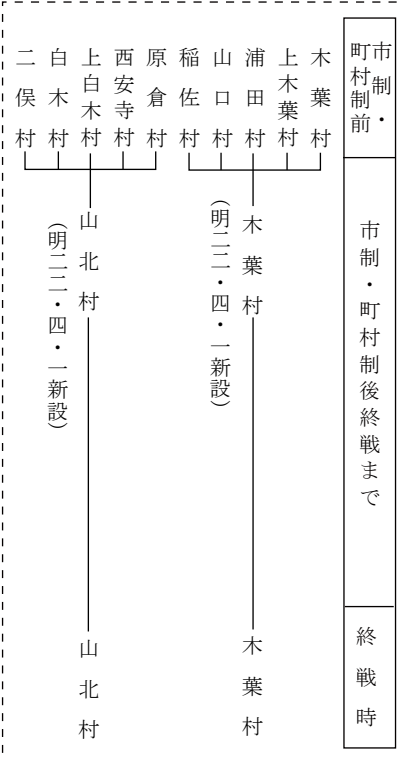 市制・
町村制前
市制・町村制後終戦まで
終戦時
木葉村
上木葉村
浦田村
山口村
稲佐村
木葉村
（明二二・四・一新設）
木葉村
原倉村
西安寺村
上白木村
白木村
二俣村
山北村
（明二二・四・一新設）
山北村